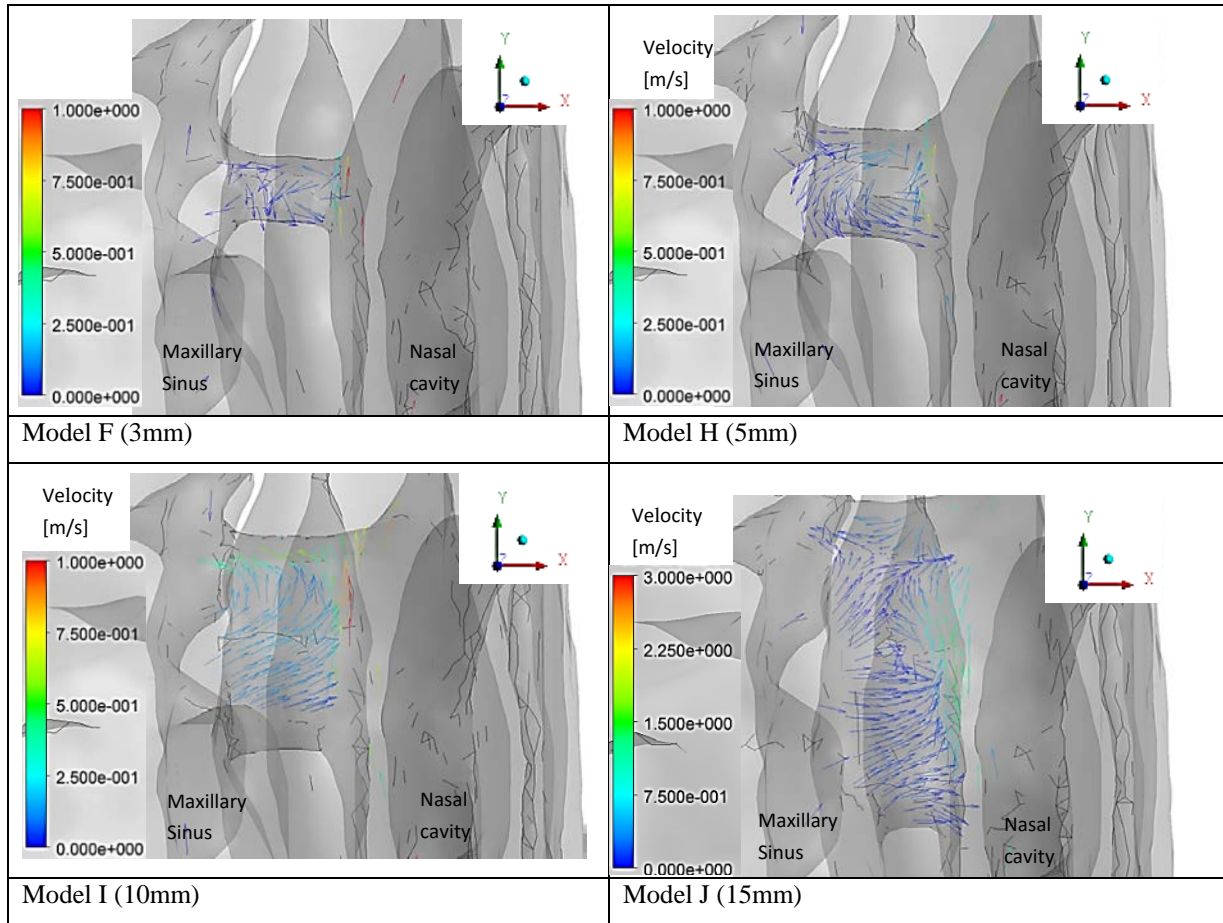 Y
X
Z
1.000e+000
7.500e-001
5.000e-001
2.500e-001
0.000e+000
Maxillary
Sinus
Nasal
cavity
Model F (3mm)
Velocity
[m/s]
Y
X
Z
1.000e+000
7.500e-001
5.000e-001
2.500e-001
0.000e+000
Maxillary
Sinus
Nasal
cavity
Model H (5mm)
Velocity
[m/s]
Y
X
Z
1.000e+000
7.500e-001
5.000e-001
2.500e-001
0.000e+000
Maxillary
Sinus
Nasal
cavity
Model I (10mm)
Velocity
[m/s]
Y
X
Z
3.000e+000
2.250e+000
1.500e+000
7.500e-001
0.000e+000
Maxillary
Sinus
Nasal
cavity
Model J (15mm)